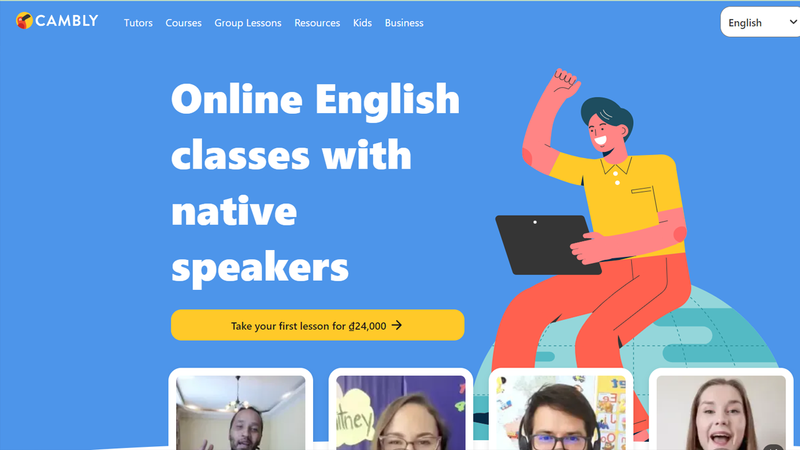 CAMBLY Tutors Courses Group Lessons Resources Kids Business English
Online English
classes with
native
speakers
Take your first lesson for ₫24,000 →